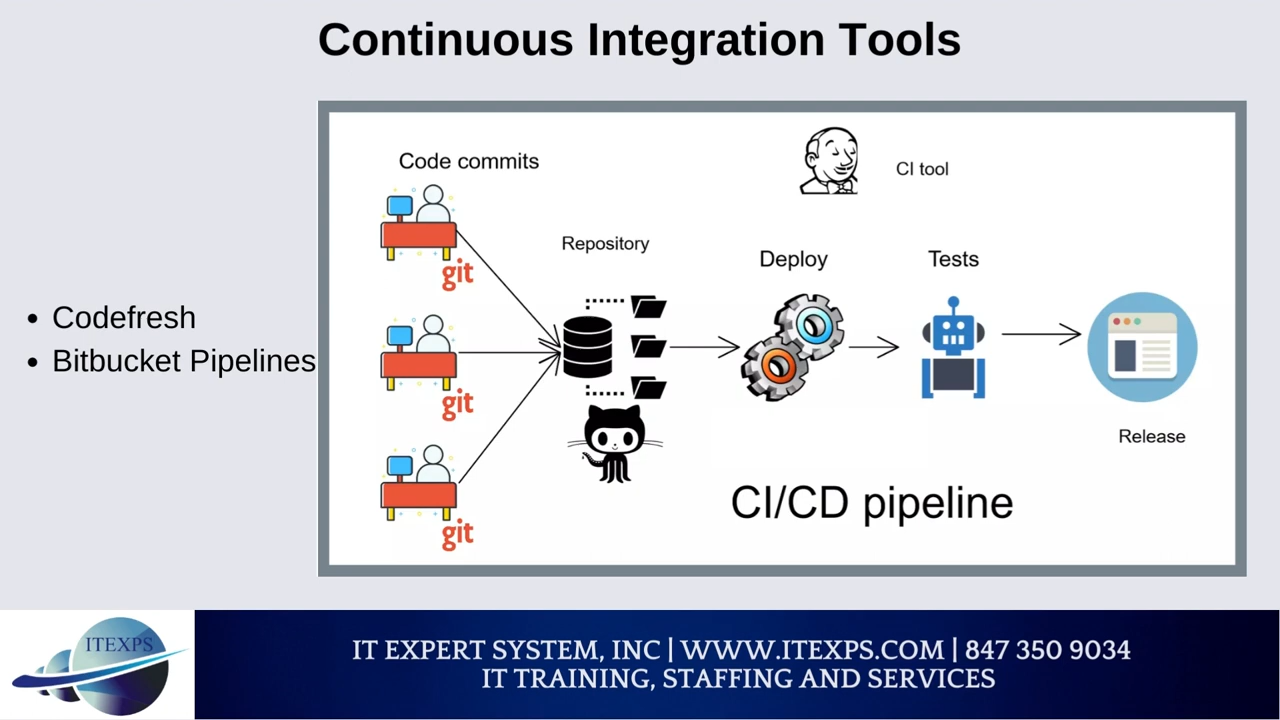 Continuous Integration Tools
• Codefresh
• Bitbucket Pipelines
Code commits
CI tool
Repository
Deploy
Tests
git
git
git
Release
CI/CD pipeline
ITEXPS
IT EXPERT SYSTEM, INC | WWW.ITEXPS.COM | 847 350 9034
IT TRAINING, STAFFING AND SERVICES